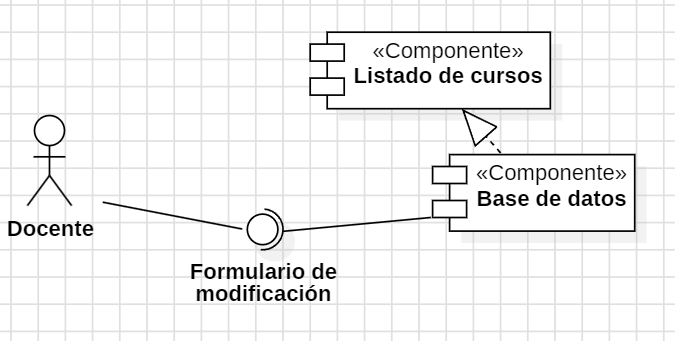 «Componente»
Listado de cursos
«Componente»
Base de datos
Docente
Formulario de
modificación